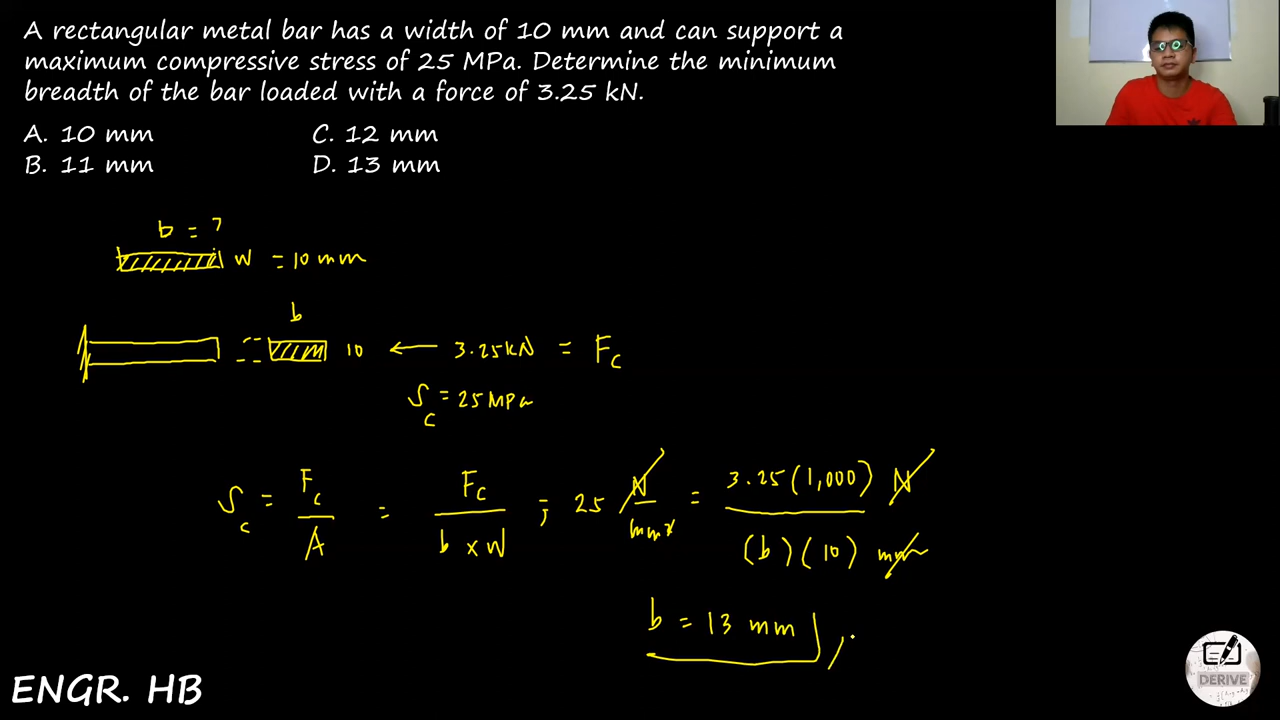 A rectangular metal bar has a width of 10 mm and can support a
maximum compressive stress of 25 MPa. Determine the minimum
breadth of the bar loaded with a force of 3.25 kN.
A. 10 mm C. 12 mm
B. 11 mm D. 13 mm
b = ?
W = 10 mm
b
10 ← 3.25 kN = Fc
Sc = 25 MPa
Sc = Fc / A = Fc / b x W ; 25 N / mm² = 3.25 (1,000) N / (b) (10) mm
b = 13 mm
ENGR. HB
DERIVE